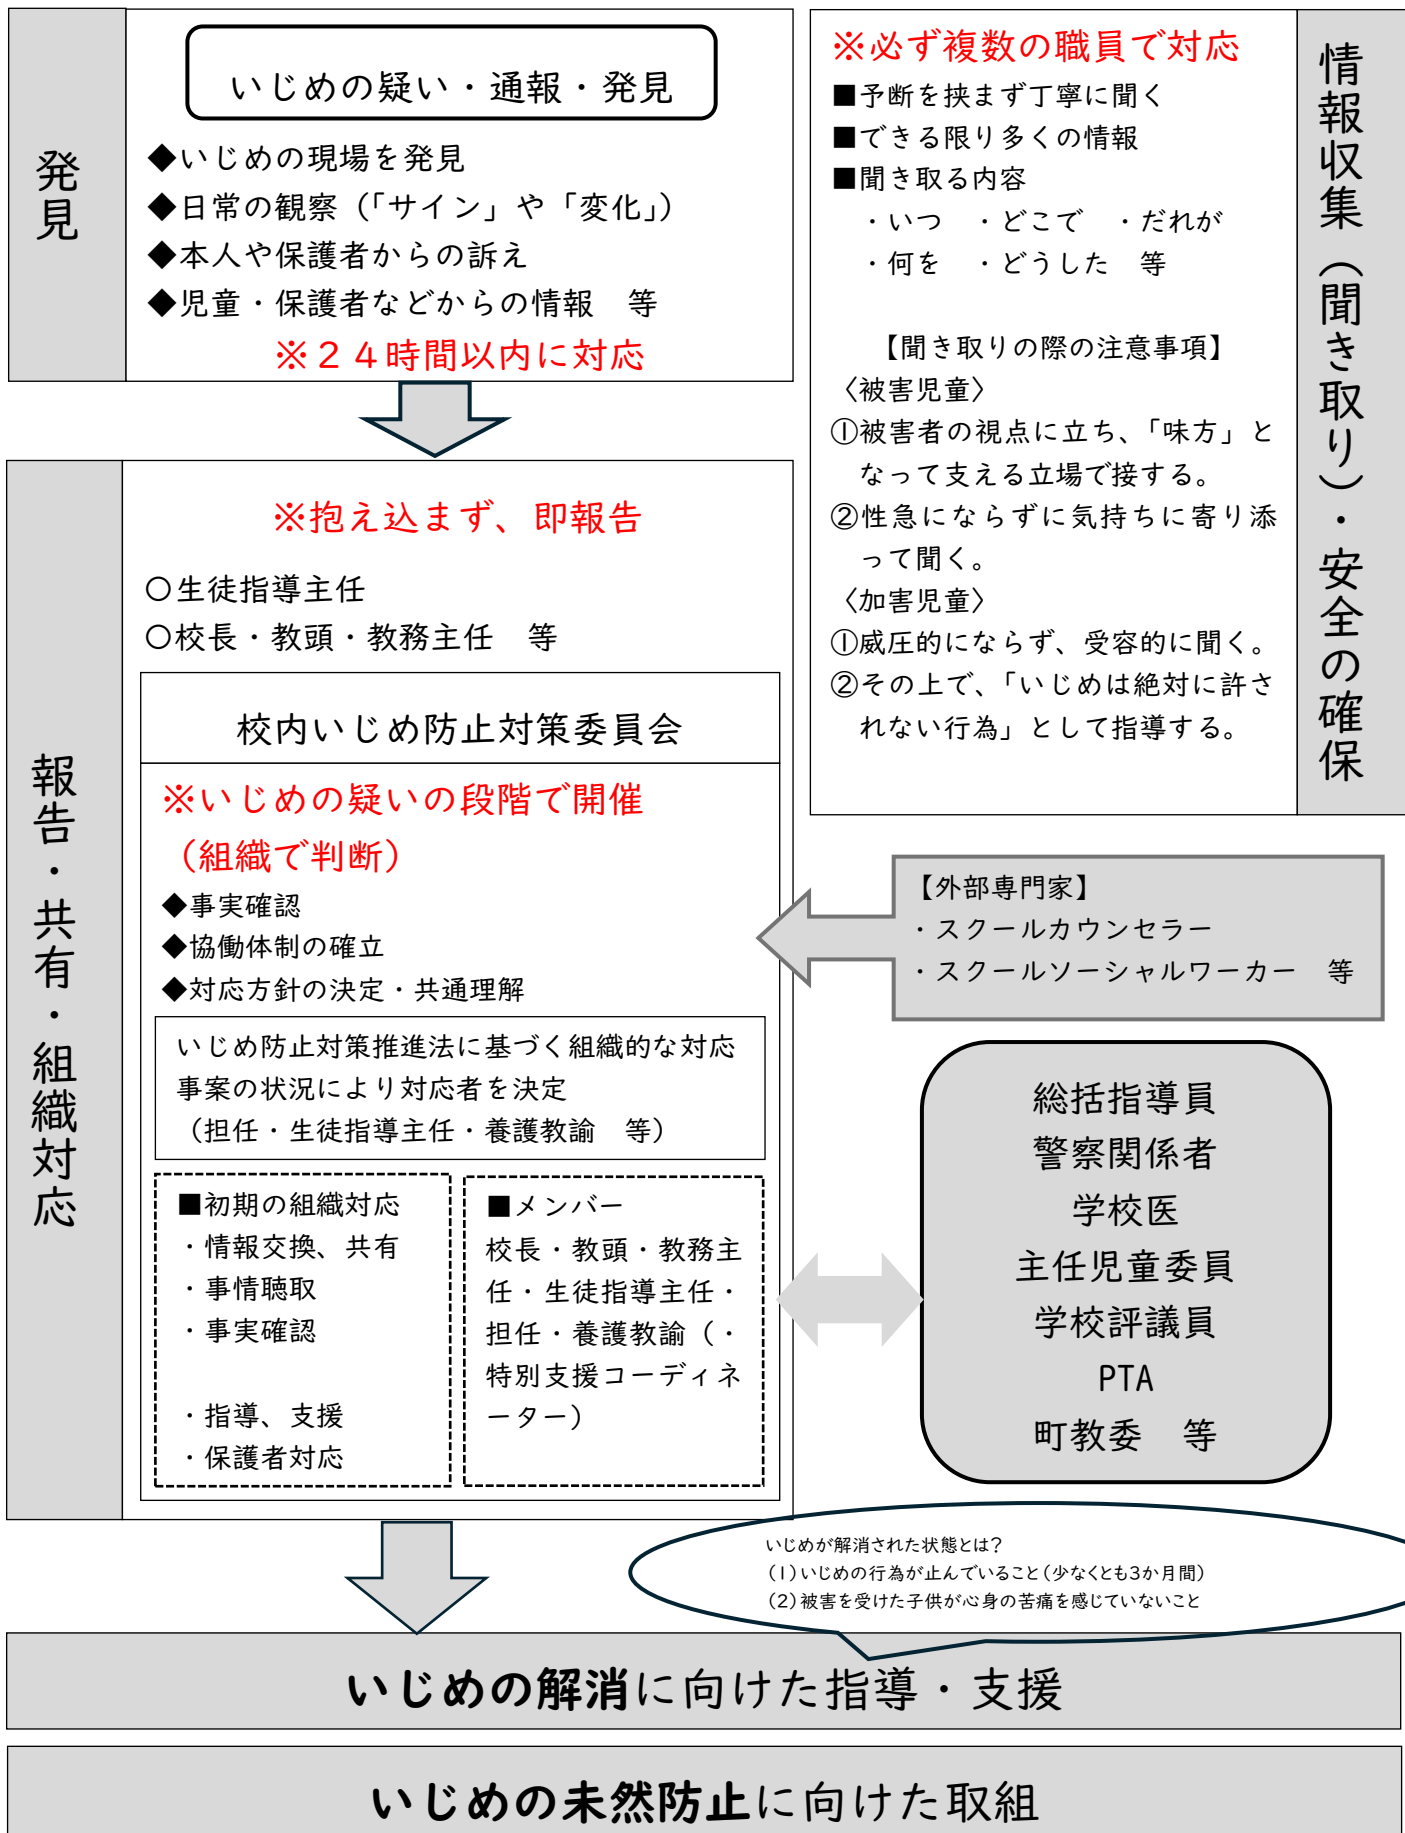 発見
いじめの疑い・通報・発見
◆いじめの現場を発見
◆日常の観察（「サイン」や「変化」）
◆本人や保護者からの訴え
◆児童・保護者などからの情報　等
※２４時間以内に対応
情報収集（聞き取り）・安全の確保
※必ず複数の職員で対応
■予断を挟まず丁寧に聞く
■できる限り多くの情報
■聞き取る内容
・いつ　・どこで　・だれが
・何を　・どうした　等
【聞き取りの際の注意事項】
〈被害児童〉
①被害者の視点に立ち、「味方」と
なって支える立場で接する。
②性急にならずに気持ちに寄り添
って聞く。
〈加害児童〉
①威圧的にならず、受容的に聞く。
②その上で、「いじめは絶対に許さ
れない行為」として指導する。
報告・共有・組織対応
※抱え込まず、即報告
○生徒指導主任
○校長・教頭・教務主任　等
校内いじめ防止対策委員会
※いじめの疑いの段階で開催
（組織で判断）
◆事実確認
◆協働体制の確立
◆対応方針の決定・共通理解
いじめ防止対策推進法に基づく組織的な対応
事案の状況により対応者を決定
（担任・生徒指導主任・養護教諭　等）
■初期の組織対応
・情報交換、共有
・事情聴取
・事実確認
・指導、支援
・保護者対応
■メンバー
校長・教頭・教務主
任・生徒指導主任・
担任・養護教諭（・
特別支援コーディネ
ーター）
【外部専門家】
・スクールカウンセラー
・スクールソーシャルワーカー　等
総括指導員
警察関係者
学校医
主任児童委員
学校評議員
PTA
町教委　等
いじめが解消された状態とは？
（1）いじめの行為が止んでいること（少なくとも3か月間）
（2）被害を受けた子供が心身の苦痛を感じていないこと
いじめの解消に向けた指導・支援
いじめの未然防止に向けた取組